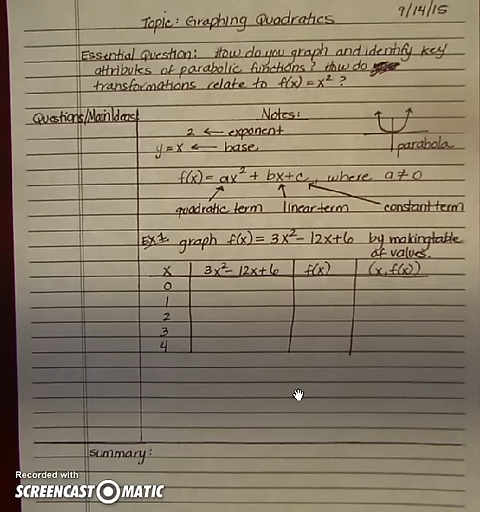 9/14/15
Topic: Graphing Quadratics
Essential Question: How do you graph and identify key
attributes of parabolic functions? How do
transformations relate to f(x) = x² ?
Questions/Main Ideas
Notes:
2 ← exponent
y = x ← base
parabola
f(x) = ax² + bx + c, where a ≠ 0
quadratic term linear term constant term
EX 1 graph f(x) = 3x² - 12x + 6 by making table
of values.
x 3x² - 12x + 6 f(x) (x, f(x))
0
1
2
3
4
Summary:
Recorded with
SCREENCAST O MATIC